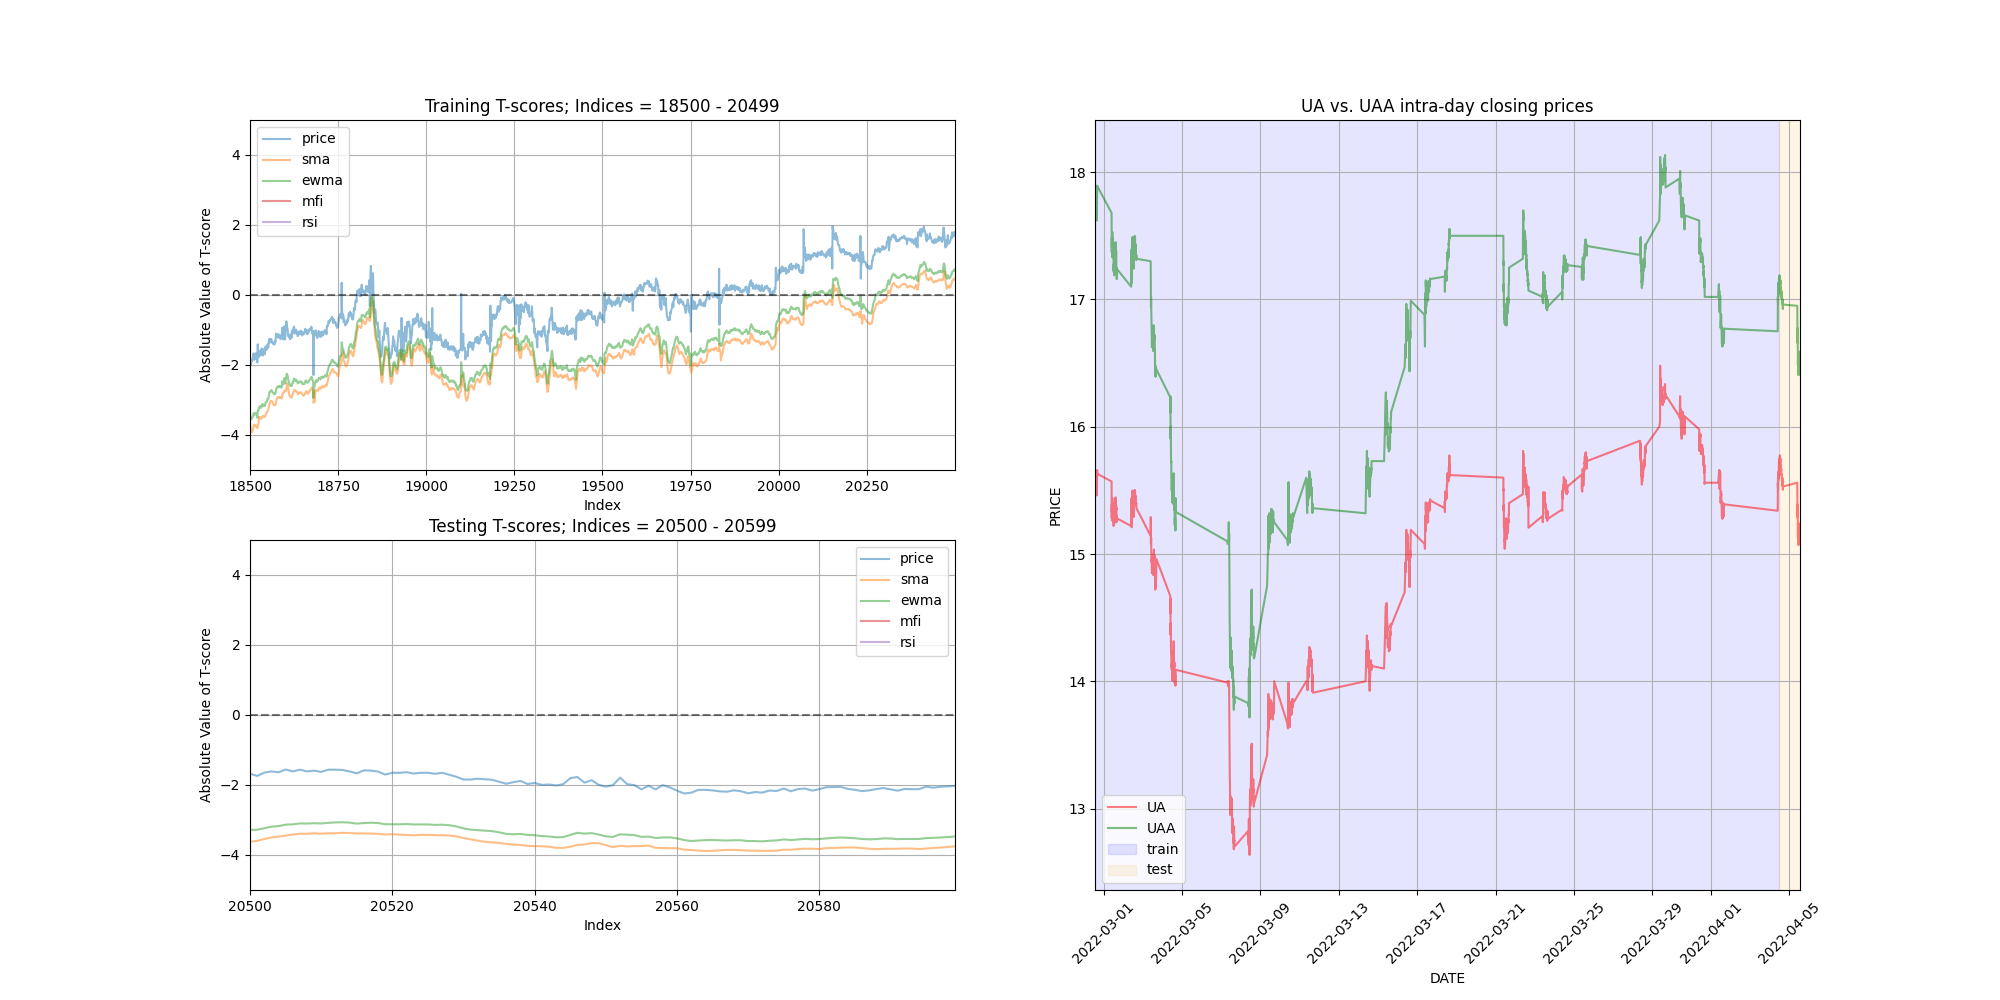 Training T-scores; Indices = 18500 - 20499
price
sma
ewma
mfi
rsi
Absolute Value of T-score
4
2
0
−2
−4
18500 18750 19000 19250 19500 19750 20000 20250
Index
Testing T-scores; Indices = 20500 - 20599
price
sma
ewma
mfi
rsi
Absolute Value of T-score
4
2
0
−2
−4
20500 20520 20540 20560 20580
Index
UA vs. UAA intra-day closing prices
PRICE
18
17
16
15
14
13
UA
UAA
train
test
2022-03-01 2022-03-05 2022-03-09 2022-03-13 2022-03-17 2022-03-21 2022-03-25 2022-03-29 2022-04-01 2022-04-05
DATE